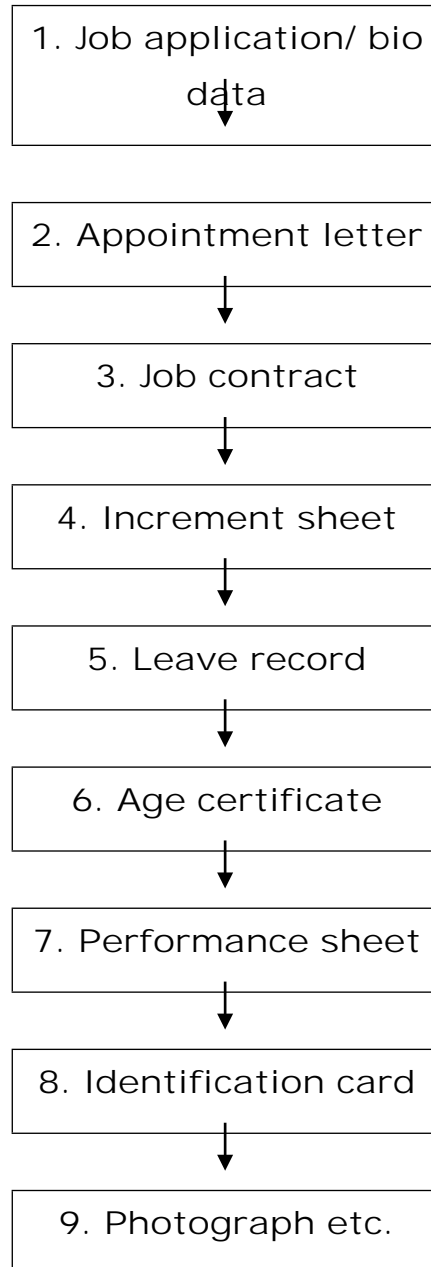 1. Job application/ bio
data
2. Appointment letter
3. Job contract
4. Increment sheet
5. Leave record
6. Age certificate
7. Performance sheet
8. Identification card
9. Photograph etc.